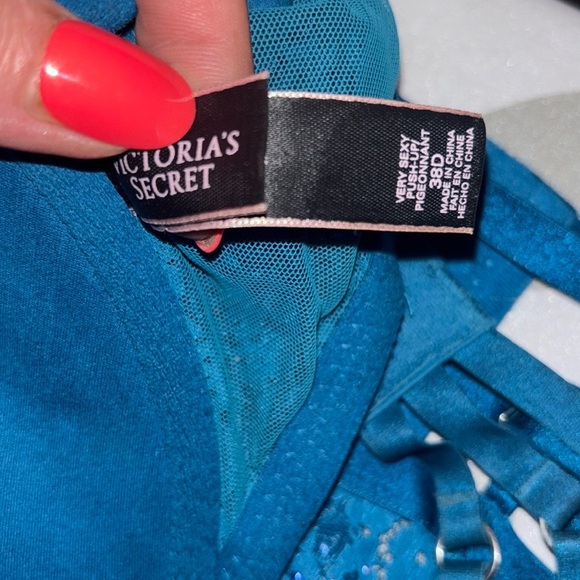 VICTORIA'S
SECRET
VERY SEXY
PUSH-UP/
PIGEONNANT
38D
MADE IN CHINA
FAIT EN CHINE
HECHO EN CHINA